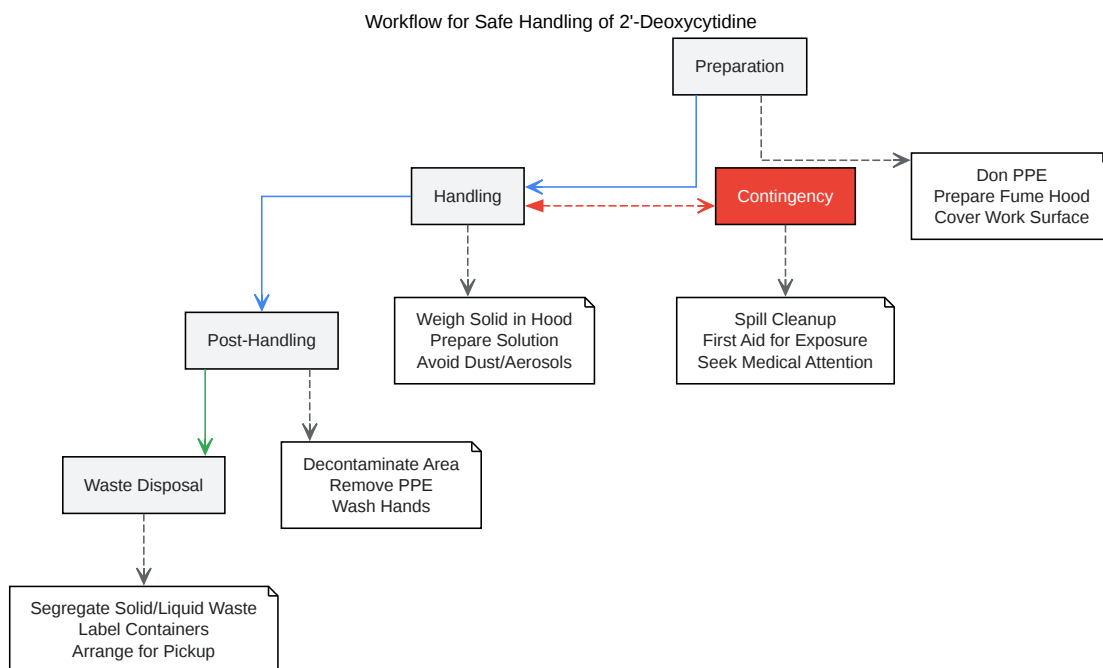 Workflow for Safe Handling of 2'-Deoxycytidine
Preparation
Don PPE
Prepare Fume Hood
Cover Work Surface
Handling
Contingency
Weigh Solid in Hood
Prepare Solution
Avoid Dust/Aerosols
Spill Cleanup
First Aid for Exposure
Seek Medical Attention
Post-Handling
Decontaminate Area
Remove PPE
Wash Hands
Waste Disposal
Segregate Solid/Liquid Waste
Label Containers
Arrange for Pickup